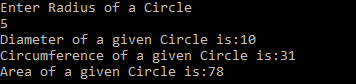 Enter Radius of a Circle
5
Diameter of a given Circle is:10
Circumference of a given Circle is:31
Area of a given Circle is:78